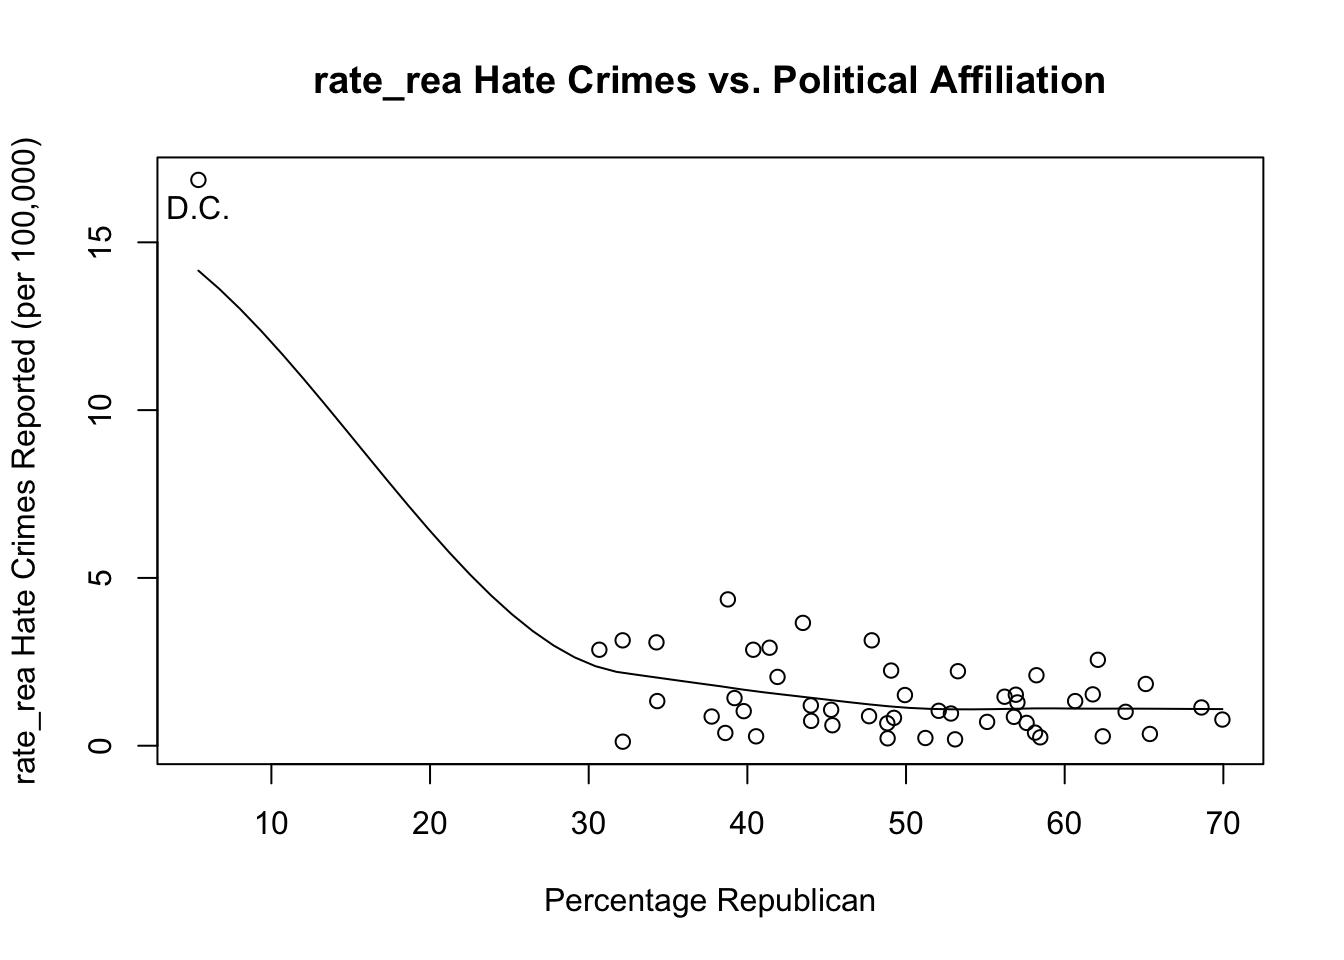 rate_rea Hate Crimes vs. Political Affiliation
rate_rea Hate Crimes Reported (per 100,000)
15
10
5
0
D.C.
10 20 30 40 50 60 70
Percentage Republican